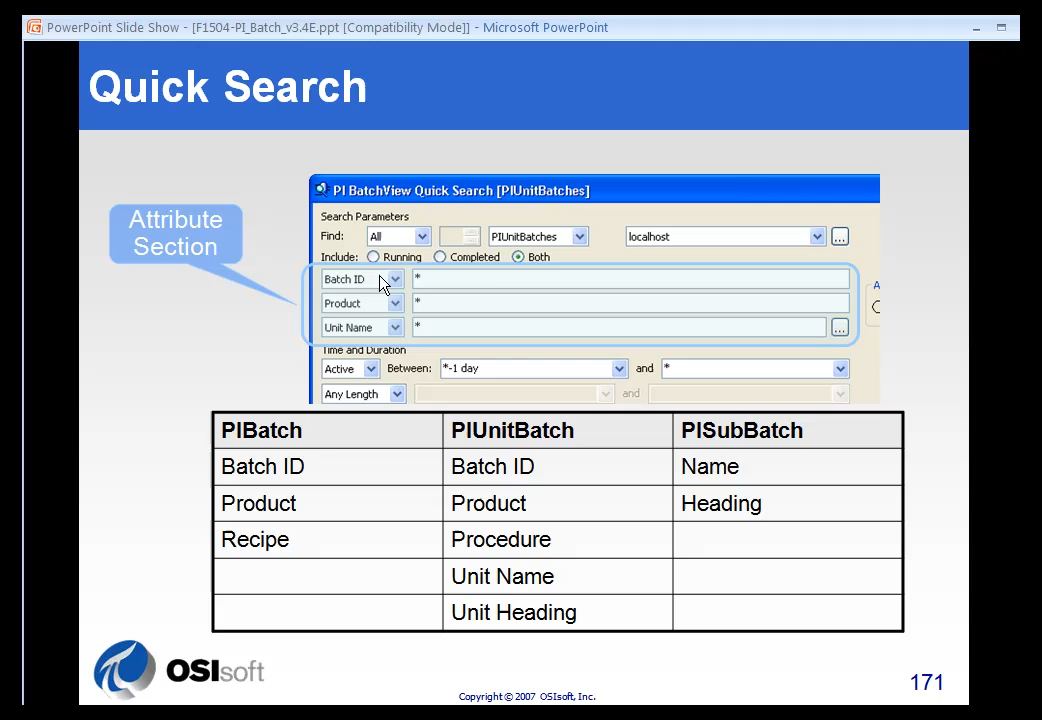 PowerPoint Slide Show - [F1504-PI_Batch_v3.4E.ppt [Compatibility Mode]] - Microsoft PowerPoint
Quick Search
Attribute
Section
PI BatchView Quick Search [PIUnitBatches]
Search Parameters
Find: All PIUnitBatches localhost ...
Include: Running Completed Both
Batch ID *
Product *
Unit Name * ...
Time and Duration
Active Between: *-1 day and *
Any Length and
PIBatch PIUnitBatch PISubBatch
Batch ID Batch ID Name
Product Product Heading
Recipe Procedure
Unit Name
Unit Heading
OSIsoft
Copyright © 2007 OSIsoft, Inc.
171